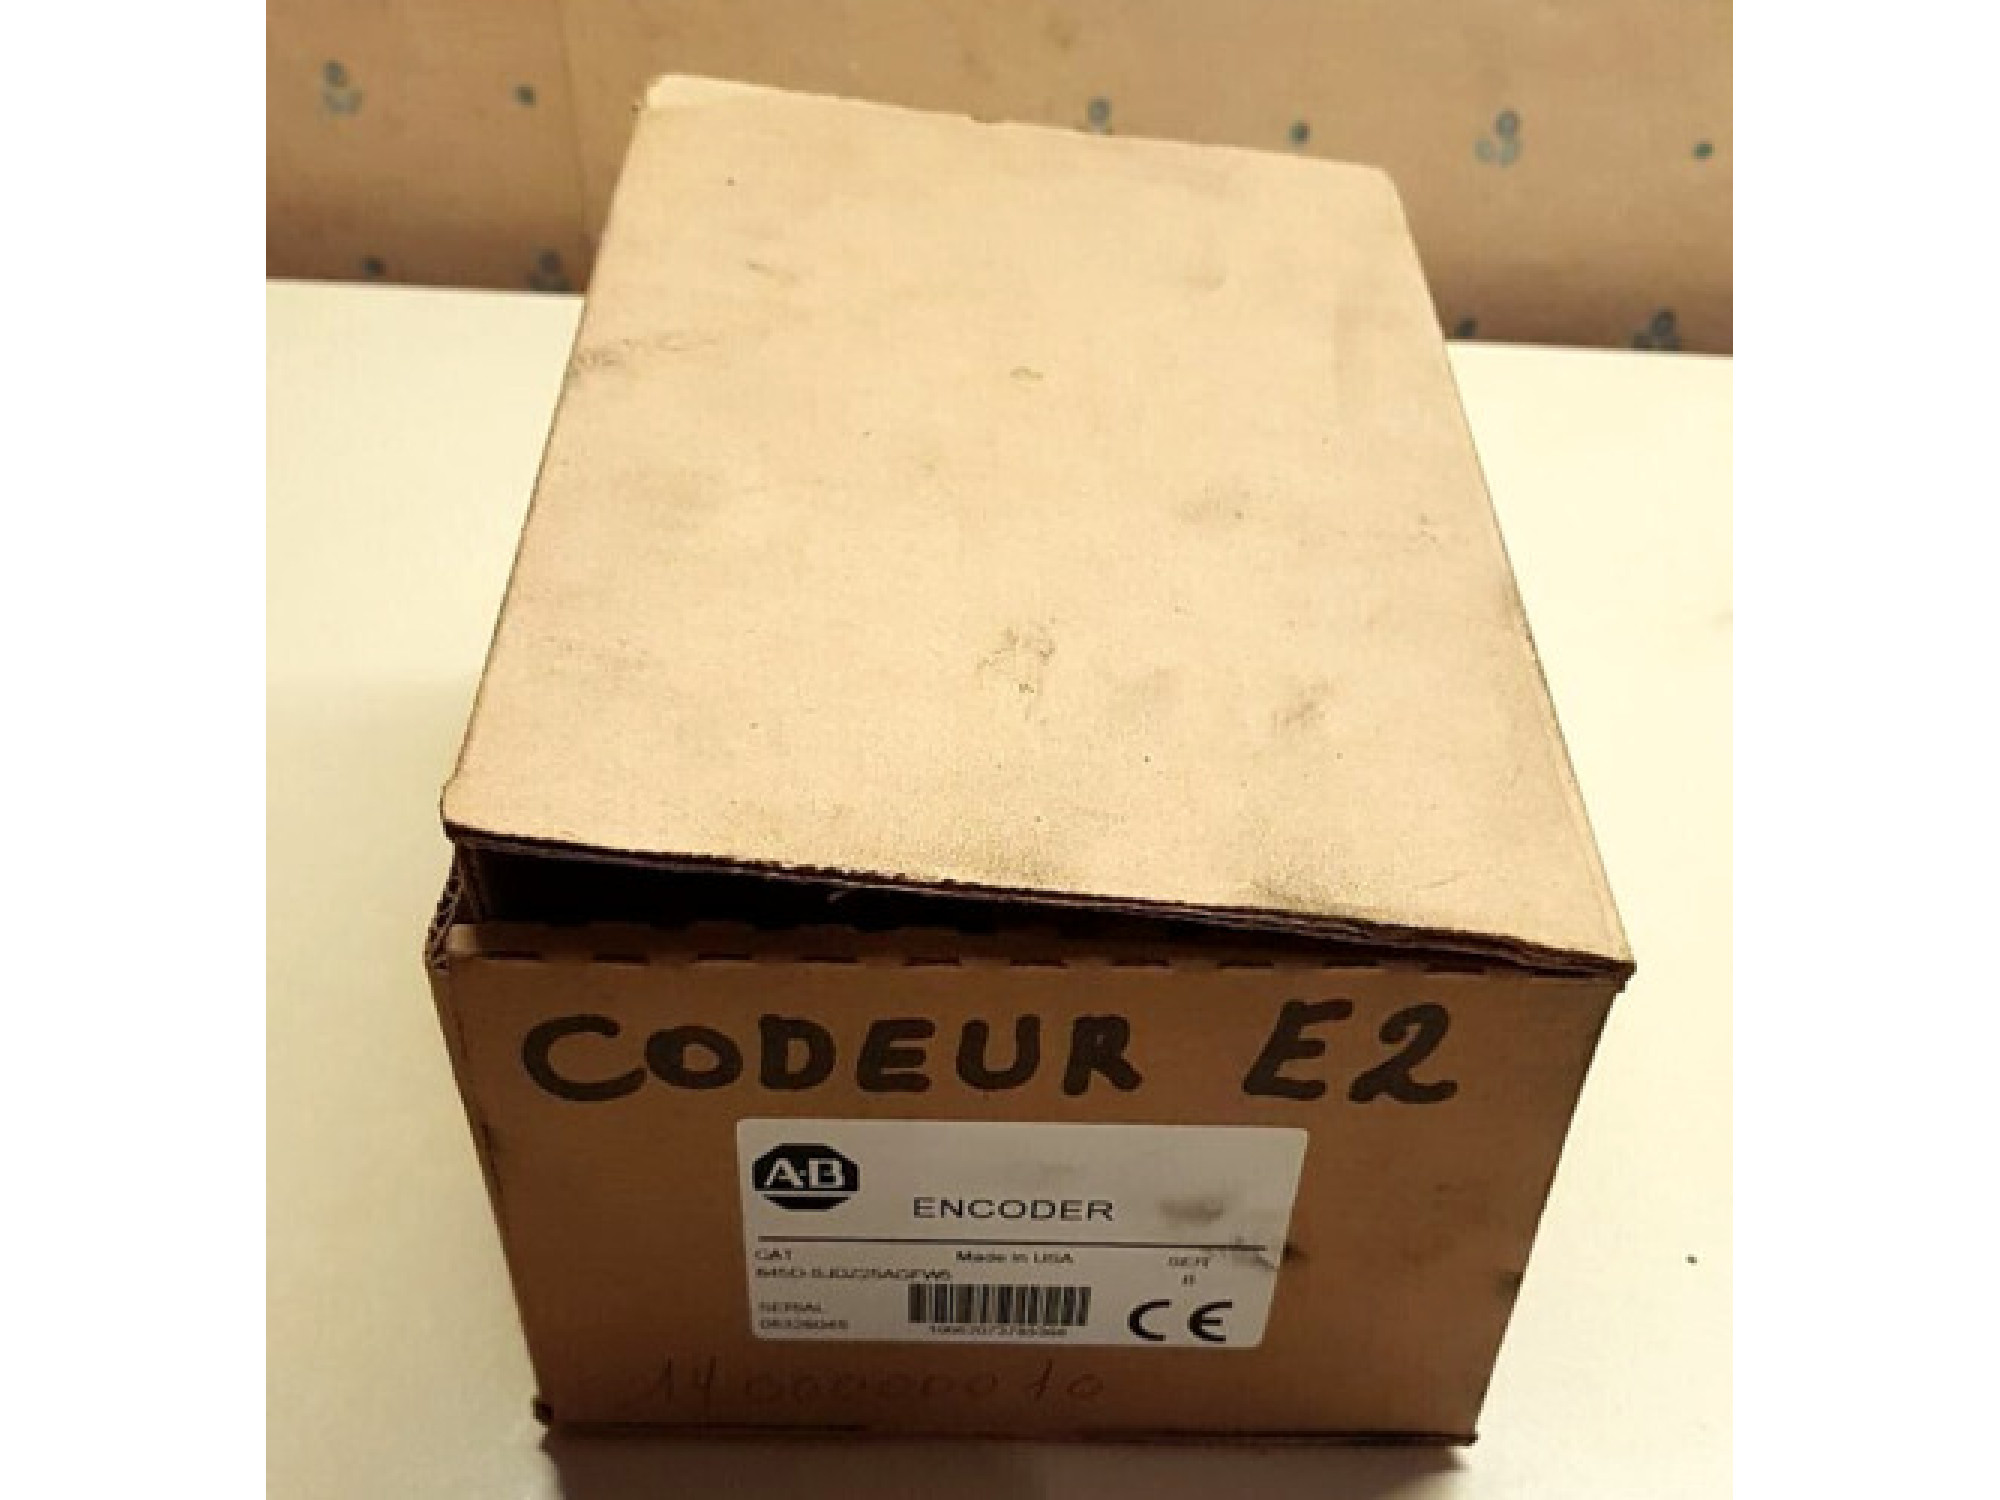 CODEUR E2
A-B
ENCODER
CAT Made in USA SER
B
SERIAL
CE